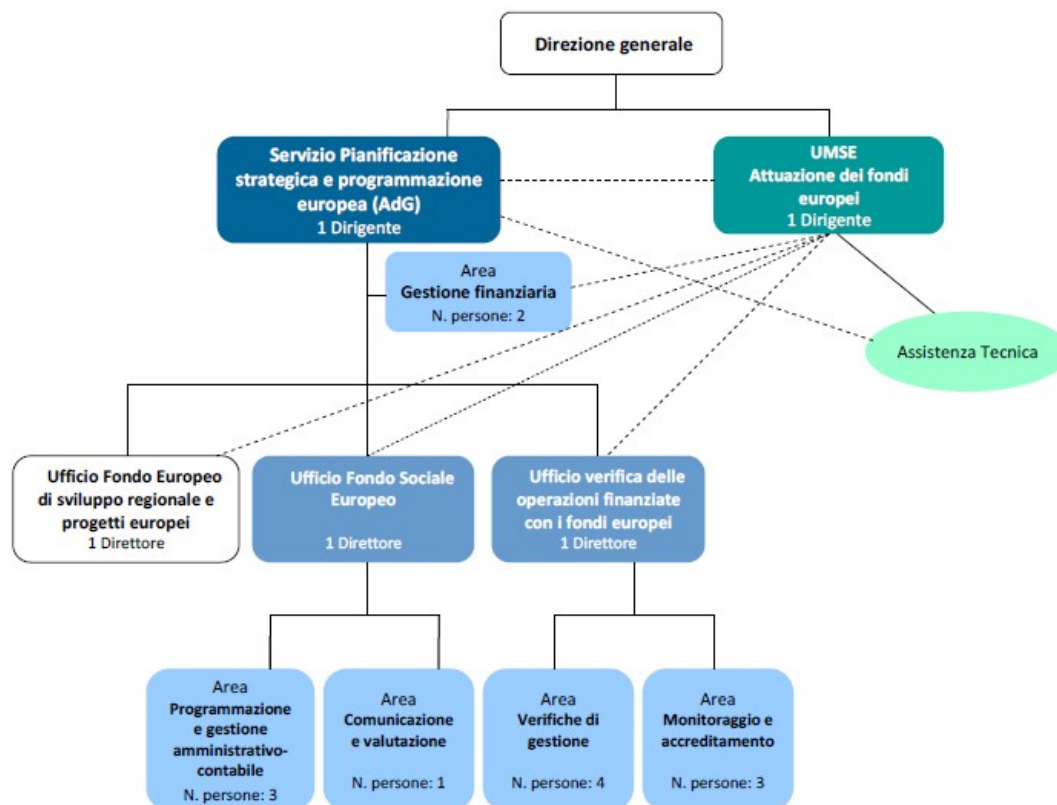 Direzione generale
Servizio Pianificazione
strategica e programmazione
europea (AdG)
1 Dirigente
UMSE
Attuazione dei fondi
europei
1 Dirigente
Area
Gestione finanziaria
N. persone: 2
Assistenza Tecnica
Ufficio Fondo Europeo
di sviluppo regionale e
progetti europei
1 Direttore
Ufficio Fondo Sociale
Europeo
1 Direttore
Ufficio verifica delle
operazioni finanziate
con i fondi europei
1 Direttore
Area
Programmazione
e gestione
amministrativo-
contabile
N. persone: 3
Area
Comunicazione
e valutazione
N. persone: 1
Area
Verifiche di
gestione
N. persone: 4
Area
Monitoraggio e
accreditamento
N. persone: 3